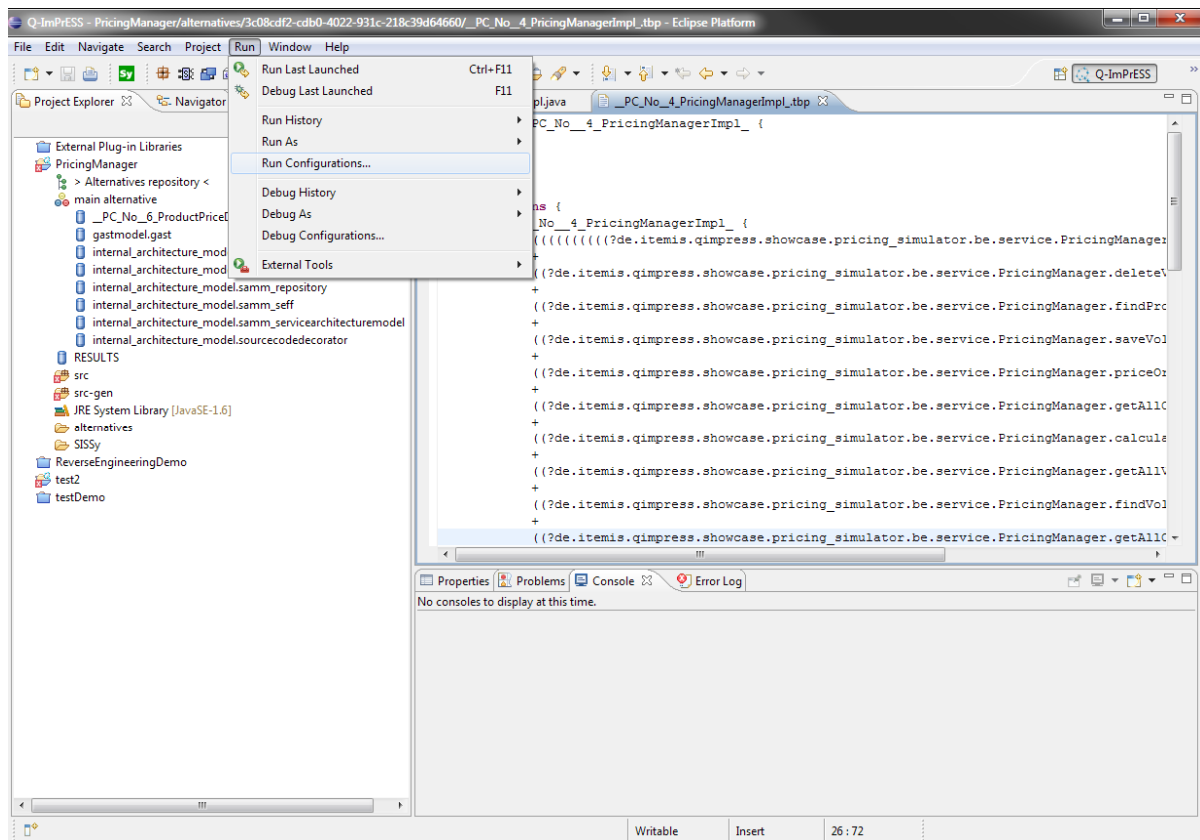 Q-ImPrESS - PricingManager/alternatives/3c08cdf2-cdb0-4022-931c-218c39d64660/__PC_No__4_PricingManagerImpl_.tbp - Eclipse Platform
File Edit Navigate Search Project Run Window Help
Sy
Q-ImPrESS
»
Project Explorer
Navigator
pl.java
__PC_No__4_PricingManagerImpl_.tbp
Run Last Launched Ctrl+F11
Debug Last Launched F11
Run History
Run As
Run Configurations...
Debug History
Debug As
Debug Configurations...
External Tools
External Plug-in Libraries
PricingManager
> Alternatives repository <
main alternative
__PC_No__6_ProductPriceD
gastmodel.gast
internal_architecture_mod
internal_architecture_mod
internal_architecture_model.samm_repository
internal_architecture_model.samm_seff
internal_architecture_model.samm_servicearchitecturemodel
internal_architecture_model.sourcecodedecorator
RESULTS
src
src-gen
JRE System Library [JavaSE-1.6]
alternatives
SISSy
ReverseEngineeringDemo
test2
testDemo
PC_No__4_PricingManagerImpl_ {
ns {
_No__4_PricingManagerImpl_ {
((((((((((?de.itemis.qimpress.showcase.pricing_simulator.be.service.PricingManager
+
((?de.itemis.qimpress.showcase.pricing_simulator.be.service.PricingManager.deleteV
+
((?de.itemis.qimpress.showcase.pricing_simulator.be.service.PricingManager.findPro
+
((?de.itemis.qimpress.showcase.pricing_simulator.be.service.PricingManager.saveVol
+
((?de.itemis.qimpress.showcase.pricing_simulator.be.service.PricingManager.priceOr
+
((?de.itemis.qimpress.showcase.pricing_simulator.be.service.PricingManager.getAllC
+
((?de.itemis.qimpress.showcase.pricing_simulator.be.service.PricingManager.calcula
+
((?de.itemis.qimpress.showcase.pricing_simulator.be.service.PricingManager.getAllV
+
((?de.itemis.qimpress.showcase.pricing_simulator.be.service.PricingManager.findVol
+
((?de.itemis.qimpress.showcase.pricing_simulator.be.service.PricingManager.getAllC
Properties Problems Console Error Log
No consoles to display at this time.
Writable Insert 26 : 72